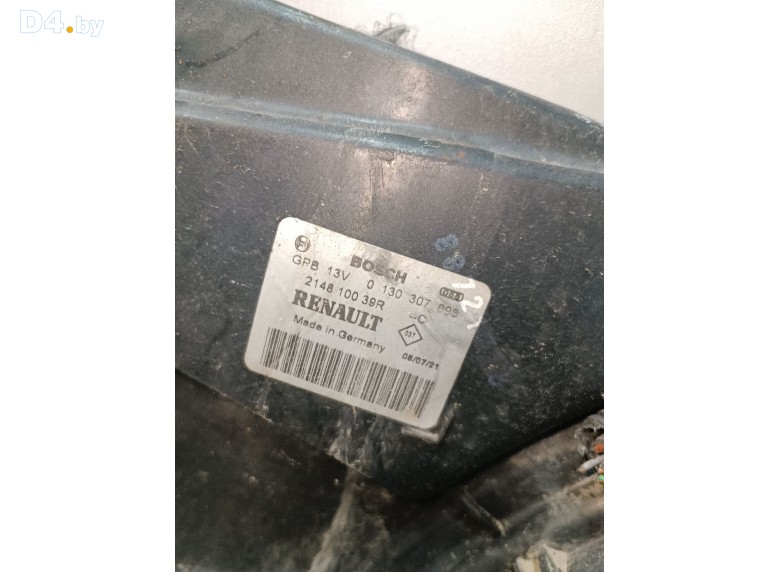 D4.by
BOSCH
GPB 13V 0 130 307 095
2148 100 39R --C
RENAULT
Made in Germany
037
08/07/21